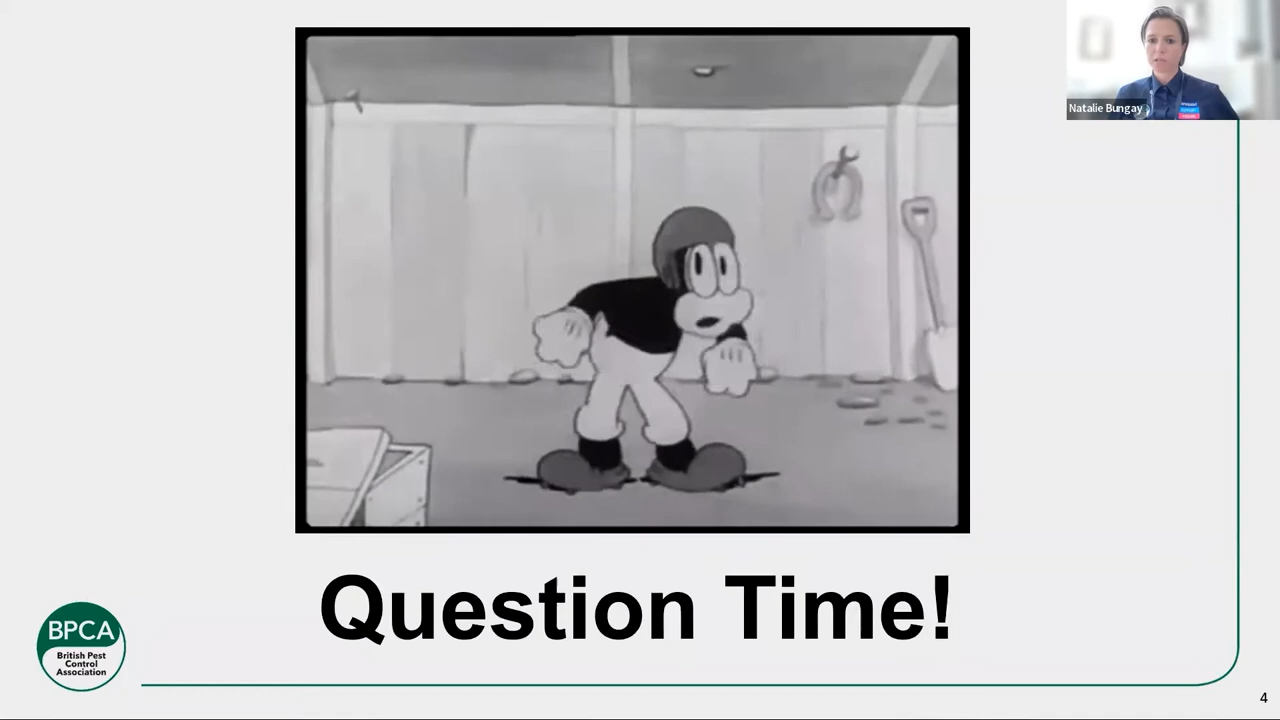 Natalie Bungay
Question Time!
BPCA
British Pest
Control
Association
4